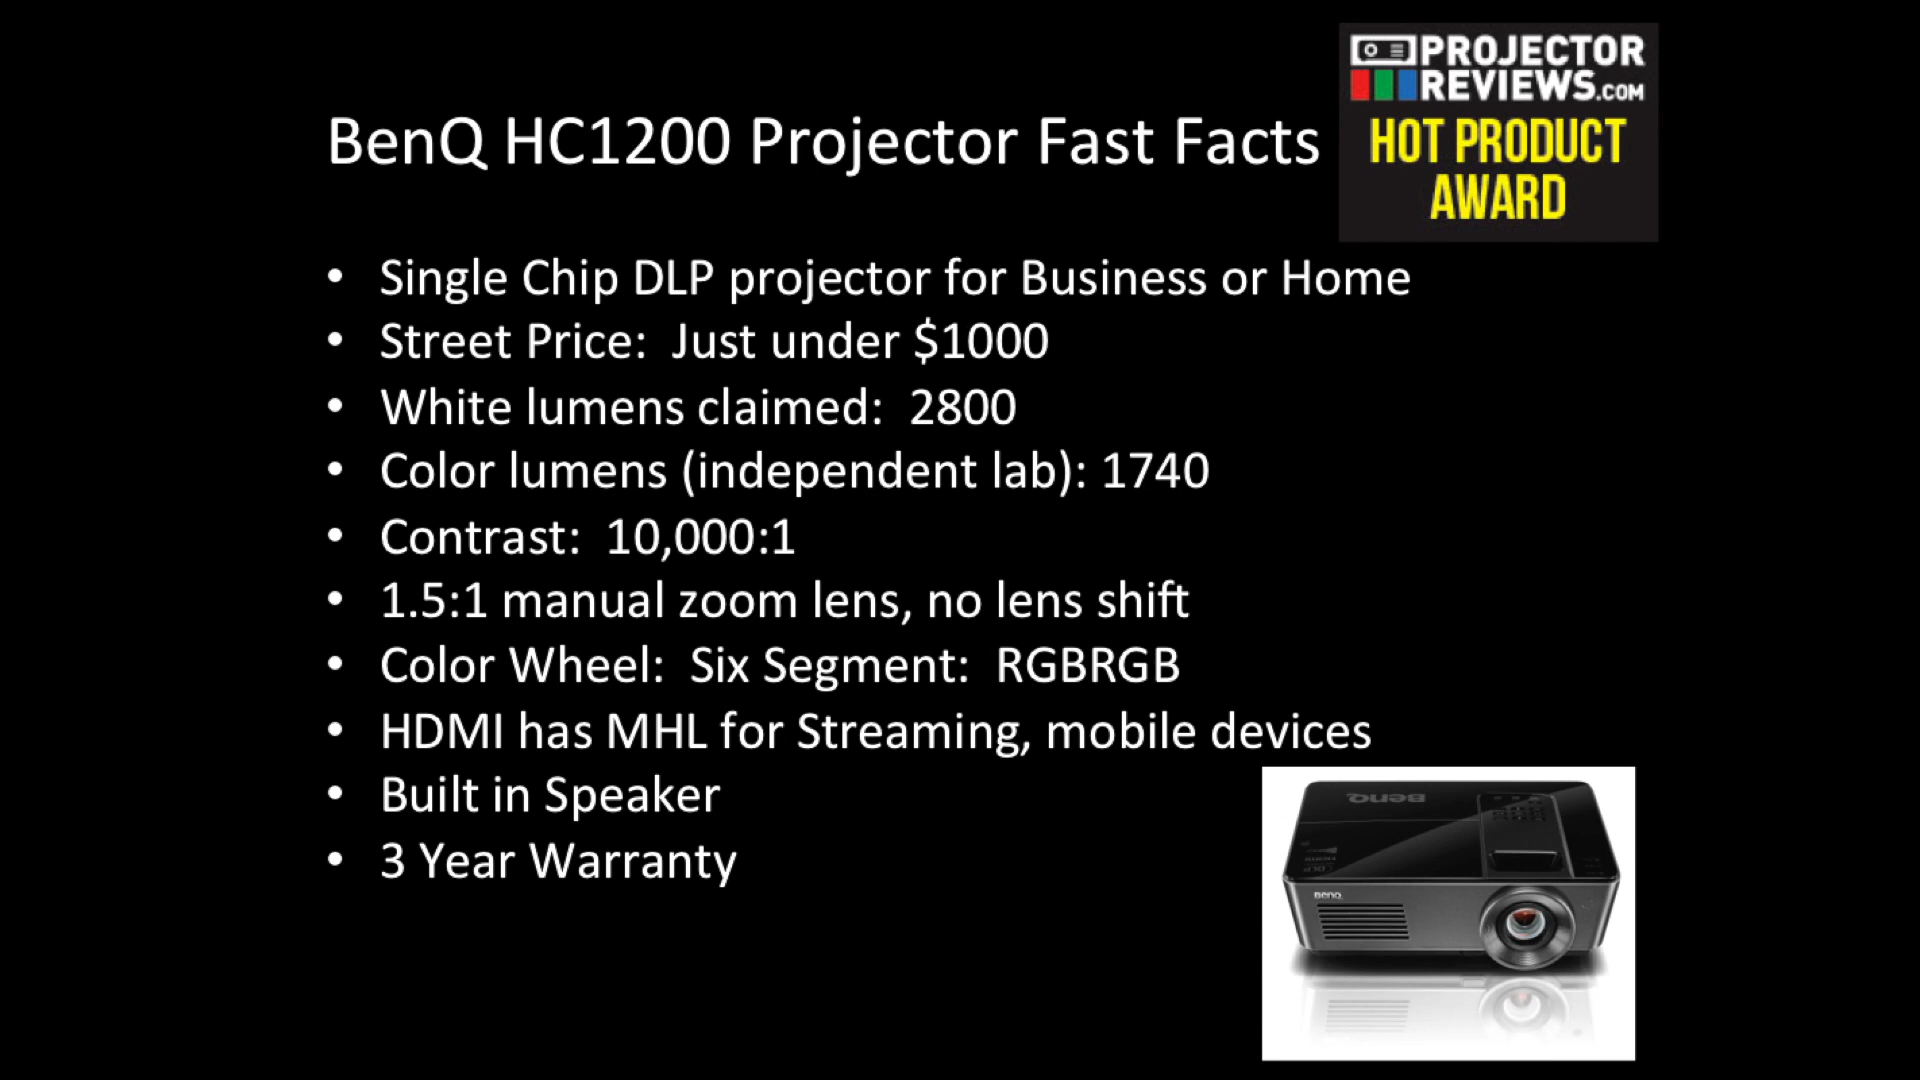 PROJECTOR
REVIEWS.COM
HOT PRODUCT
AWARD
BenQ HC1200 Projector Fast Facts
• Single Chip DLP projector for Business or Home
• Street Price: Just under $1000
• White lumens claimed: 2800
• Color lumens (independent lab): 1740
• Contrast: 10,000:1
• 1.5:1 manual zoom lens, no lens shift
• Color Wheel: Six Segment: RGBRGB
• HDMI has MHL for Streaming, mobile devices
• Built in Speaker
• 3 Year Warranty
BenQ
BenQ